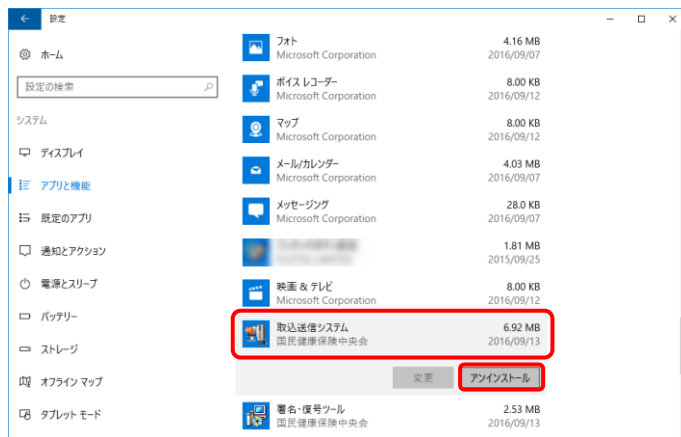 設定
ホーム
設定の検索
システム
ディスプレイ
アプリと機能
既定のアプリ
通知とアクション
電源とスリープ
バッテリー
ストレージ
オフライン マップ
タブレット モード
フォト 4.16 MB
Microsoft Corporation 2016/09/07
ボイス レコーダー 8.00 KB
Microsoft Corporation 2016/09/12
マップ 8.00 KB
Microsoft Corporation 2016/09/12
メール/カレンダー 4.03 MB
Microsoft Corporation 2016/09/07
メッセージング 28.0 KB
Microsoft Corporation 2016/09/07
1.81 MB
2015/09/25
映画 & テレビ 8.00 KB
Microsoft Corporation 2016/09/12
取込送信システム 6.92 MB
国民健康保険中央会 2016/09/13
変更 アンインストール
署名・復号ツール 2.53 MB
国民健康保険中央会 2016/09/13